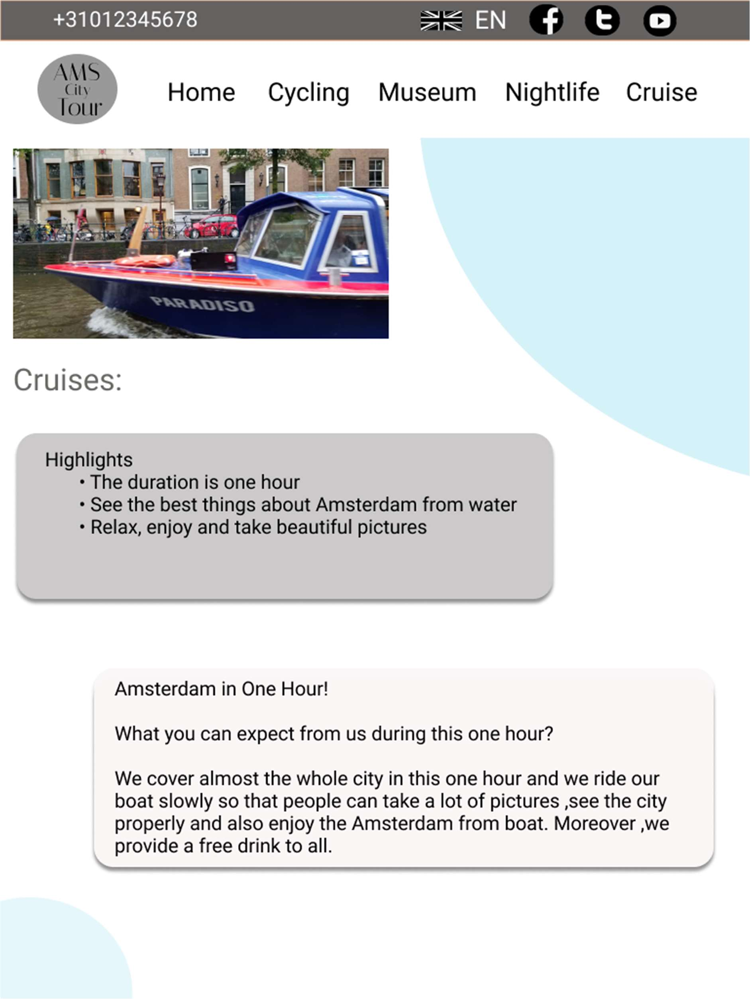 +31012345678 EN
AMS
City
Tour
Home Cycling Museum Nightlife Cruise
PARADISO
Cruises:
Highlights
• The duration is one hour
• See the best things about Amsterdam from water
• Relax, enjoy and take beautiful pictures
Amsterdam in One Hour!
What you can expect from us during this one hour?
We cover almost the whole city in this one hour and we ride our
boat slowly so that people can take a lot of pictures ,see the city
properly and also enjoy the Amsterdam from boat. Moreover ,we
provide a free drink to all.